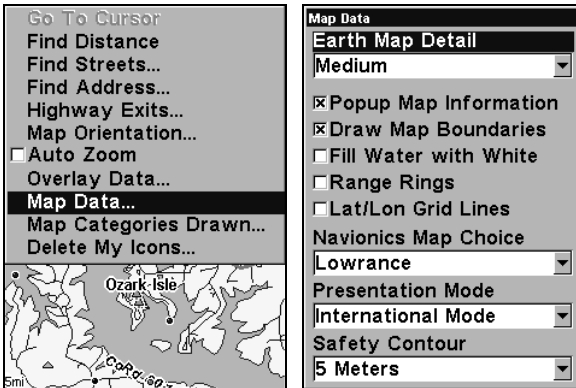 Go To Cursor
Find Distance
Find Streets...
Find Address...
Highway Exits...
Map Orientation...
Auto Zoom
Overlay Data...
Map Data...
Map Categories Drawn...
Delete My Icons...
Ozark-Isle
CoRd-607
5mi
Map Data
Earth Map Detail
Medium
Popup Map Information
Draw Map Boundaries
Fill Water with White
Range Rings
Lat/Lon Grid Lines
Navionics Map Choice
Lowrance
Presentation Mode
International Mode
Safety Contour
5 Meters